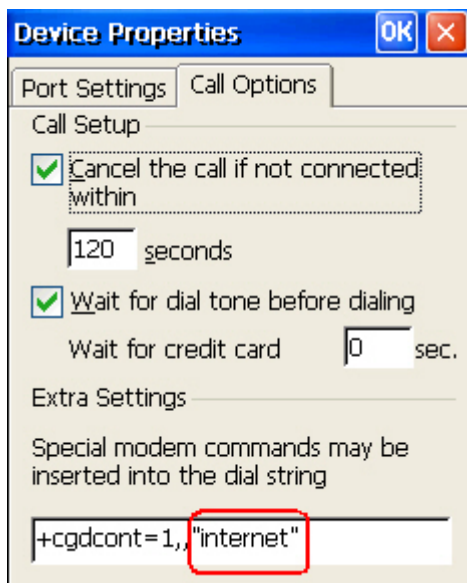 Device Properties OK
Port Settings Call Options
Call Setup
Cancel the call if not connected
within
120 seconds
Wait for dial tone before dialing
Wait for credit card 0 sec.
Extra Settings
Special modem commands may be
inserted into the dial string
+cgdcont=1,,"internet"